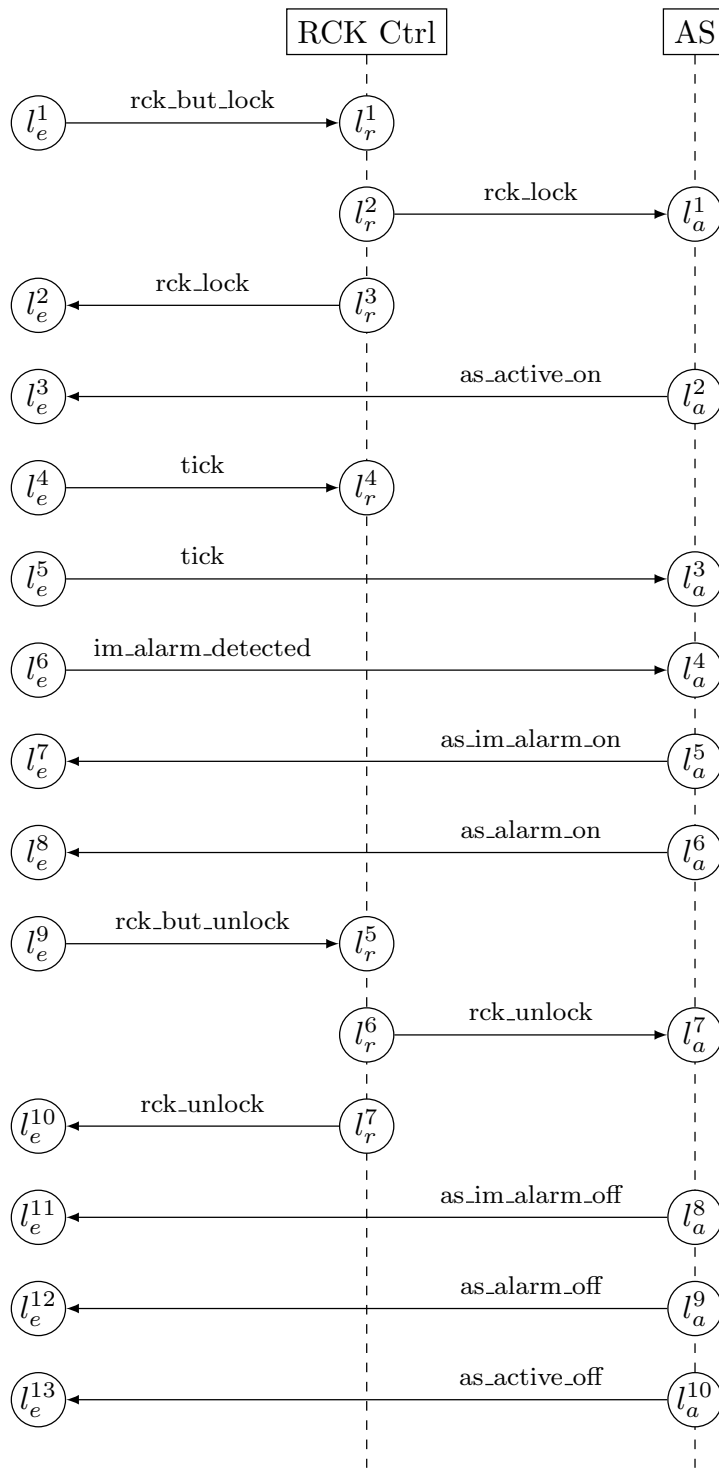 RCK Ctrl AS
l_e^1 rck_but_lock l_r^1
l_r^2 rck_lock l_a^1
l_e^2 rck_lock l_r^3
l_e^3 as_active_on l_a^2
l_e^4 tick l_r^4
l_e^5 tick l_a^3
l_e^6 im_alarm_detected l_a^4
l_e^7 as_im_alarm_on l_a^5
l_e^8 as_alarm_on l_a^6
l_e^9 rck_but_unlock l_r^5
l_r^6 rck_unlock l_a^7
l_e^10 rck_unlock l_r^7
l_e^11 as_im_alarm_off l_a^8
l_e^12 as_alarm_off l_a^9
l_e^13 as_active_off l_a^10